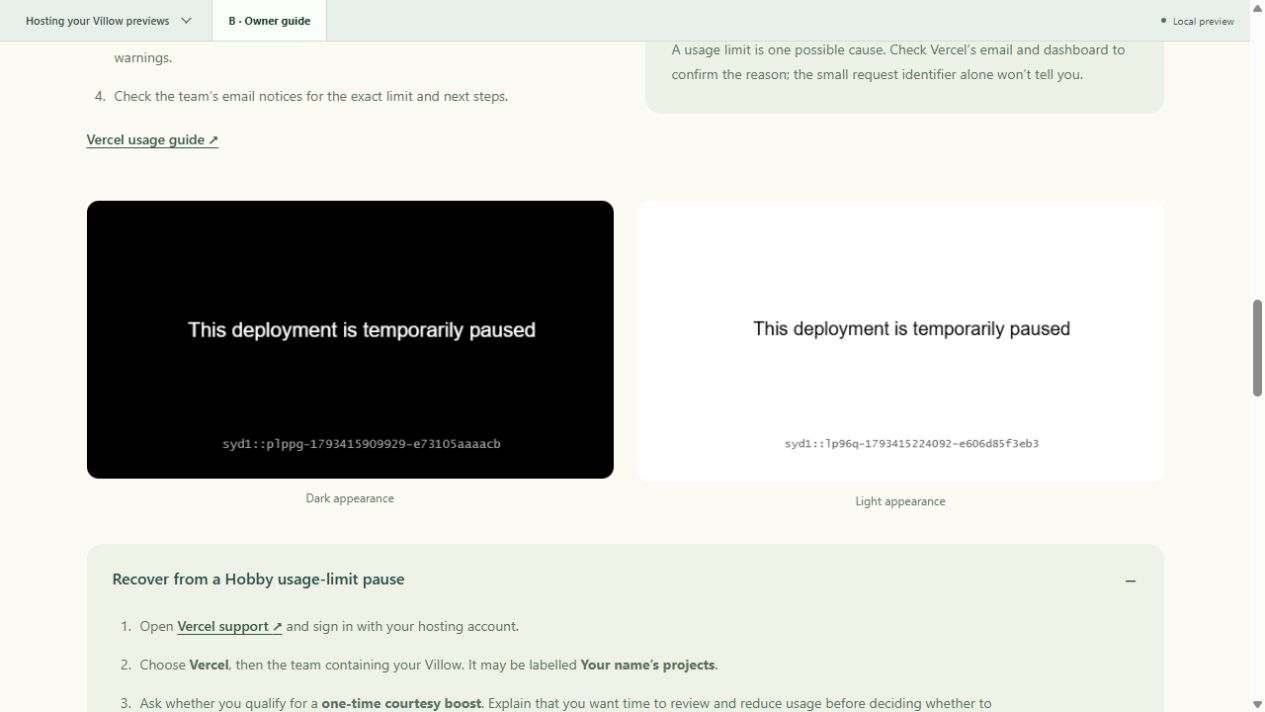 Hosting your Villow previews
B · Owner guide
Local preview
warnings.
4. Check the team's email notices for the exact limit and next steps.
Vercel usage guide ↗
A usage limit is one possible cause. Check Vercel's email and dashboard to
confirm the reason; the small request identifier alone won't tell you.
This deployment is temporarily paused
syd1::plppg-1793415909929-e73105aaaacb
Dark appearance
This deployment is temporarily paused
syd1::lp96q-1793415224092-e606d85f3eb3
Light appearance
Recover from a Hobby usage-limit pause
1. Open Vercel support ↗ and sign in with your hosting account.
2. Choose Vercel, then the team containing your Villow. It may be labelled Your name's projects.
3. Ask whether you qualify for a one-time courtesy boost. Explain that you want time to review and reduce usage before deciding whether to